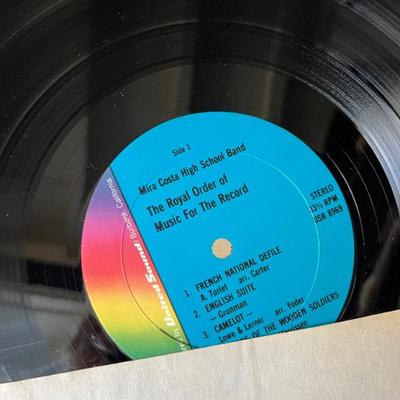 Side 1
Mira Costa High School Band
The Royal Order of
Music For The Record
STEREO
33⅓ RPM
USR 8969
1. FRENCH NATIONAL DEFILE
A. Turlet arr. Carter
2. ENGLISH SUITE
- Grunman
3. CAMELOT -
Lowe & Lerner arr. Yoder
OF THE WOODEN SOLDIERS
by United Sound/Burbank, California